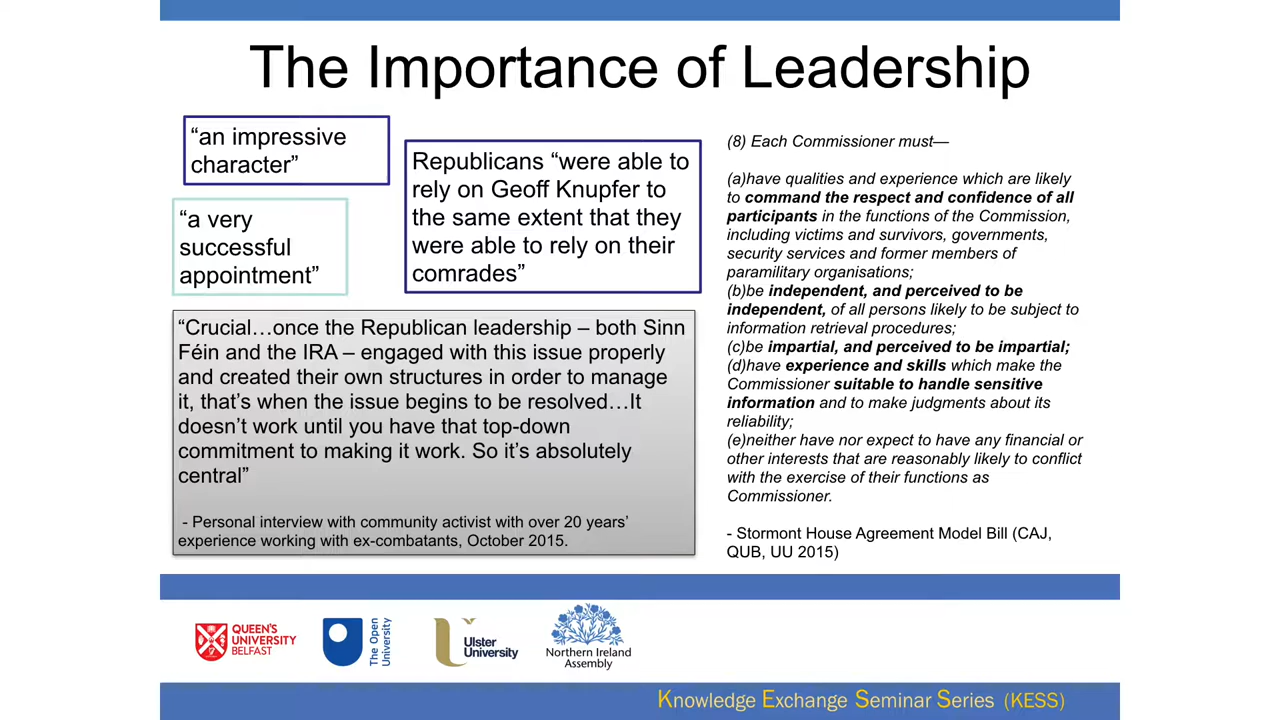 The Importance of Leadership
“an impressive
character”
“a very
successful
appointment”
Republicans “were able to
rely on Geoff Knupfer to
the same extent that they
were able to rely on their
comrades”
“Crucial…once the Republican leadership – both Sinn
Féin and the IRA – engaged with this issue properly
and created their own structures in order to manage
it, that’s when the issue begins to be resolved…It
doesn’t work until you have that top-down
commitment to making it work. So it’s absolutely
central”
- Personal interview with community activist with over 20 years’
experience working with ex-combatants, October 2015.
(8) Each Commissioner must—
(a)have qualities and experience which are likely
to command the respect and confidence of all
participants in the functions of the Commission,
including victims and survivors, governments,
security services and former members of
paramilitary organisations;
(b)be independent, and perceived to be
independent, of all persons likely to be subject to
information retrieval procedures;
(c)be impartial, and perceived to be impartial;
(d)have experience and skills which make the
Commissioner suitable to handle sensitive
information and to make judgments about its
reliability;
(e)neither have nor expect to have any financial or
other interests that are reasonably likely to conflict
with the exercise of their functions as
Commissioner.
- Stormont House Agreement Model Bill (CAJ,
QUB, UU 2015)
QUEEN'S
UNIVERSITY
BELFAST
The Open
University
Ulster
University
Northern Ireland
Assembly
Knowledge Exchange Seminar Series (KESS)